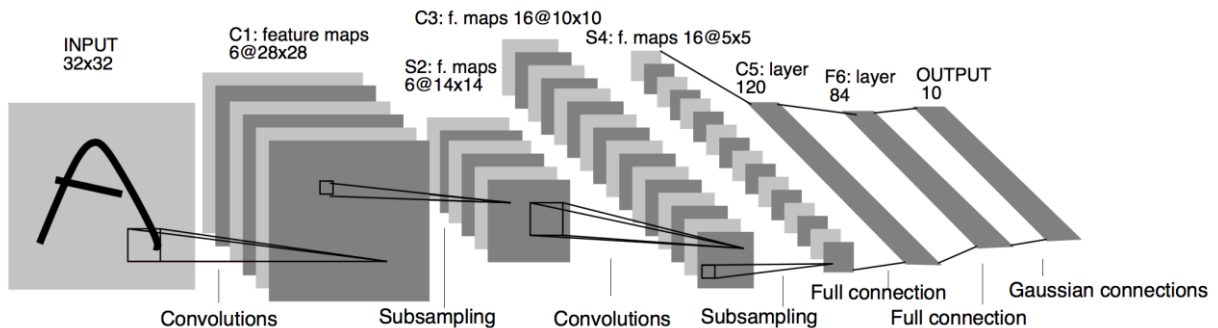 INPUT
32x32
C1: feature maps
6@28x28
S2: f. maps
6@14x14
C3: f. maps 16@10x10
S4: f. maps 16@5x5
C5: layer
120
F6: layer
84
OUTPUT
10
Convolutions
Subsampling
Convolutions
Subsampling
Full connection
Full connection
Gaussian connections
A